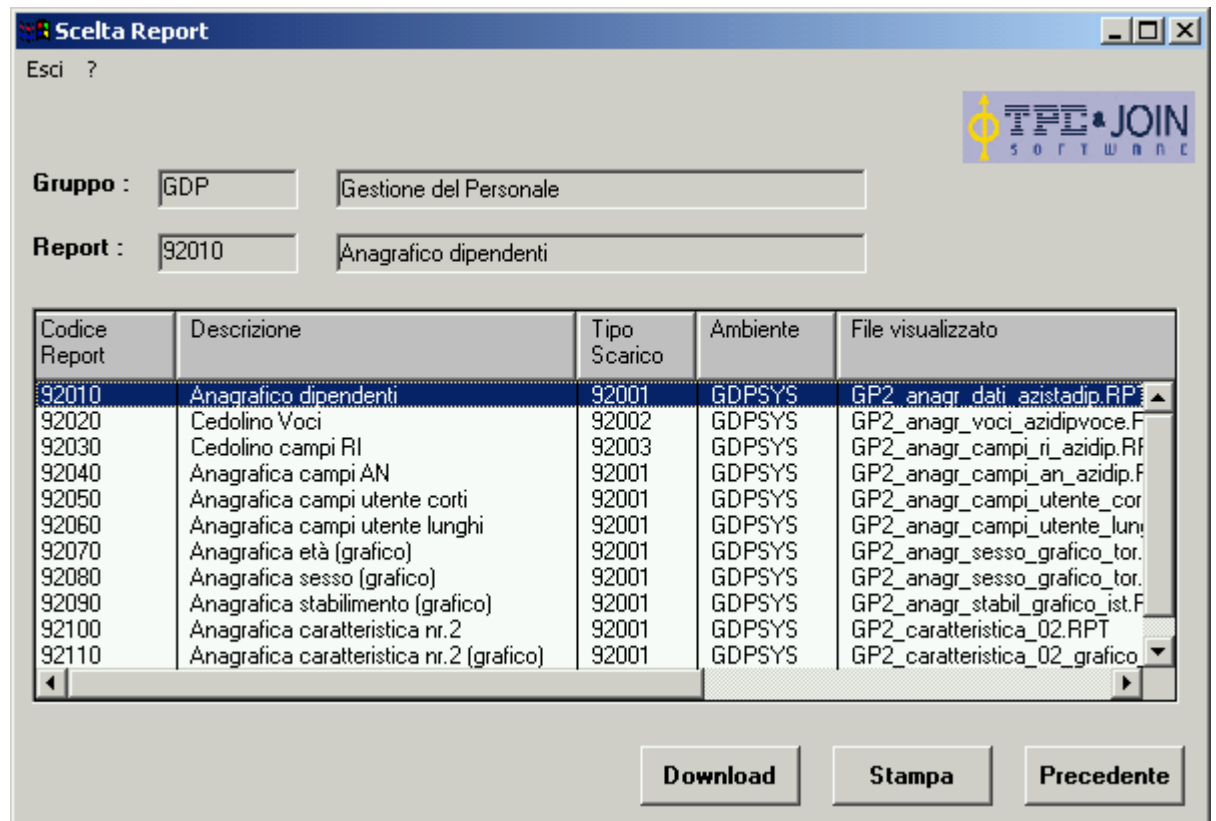 Scelta Report
Esci ?
TPC & JOIN
SOFTWARE
Gruppo : GDP Gestione del Personale
Report : 92010 Anagrafico dipendenti
Codice Report Descrizione Tipo Scarico Ambiente File visualizzato
92010 Anagrafico dipendenti 92001 GDPSYS GP2_anagr_dati_azistadip.RPT
92020 Cedolino Voci 92002 GDPSYS GP2_anagr_voci_azidipvoce.
92030 Cedolino campi RI 92003 GDPSYS GP2_anagr_campi_ri_azidip.
92040 Anagrafica campi AN 92001 GDPSYS GP2_anagr_campi_an_azidip.
92050 Anagrafica campi utente corti 92001 GDPSYS GP2_anagr_campi_utente_cor
92060 Anagrafica campi utente lunghi 92001 GDPSYS GP2_anagr_campi_utente_lun
92070 Anagrafica età (grafico) 92001 GDPSYS GP2_anagr_sesso_grafico_tor.
92080 Anagrafica sesso (grafico) 92001 GDPSYS GP2_anagr_sesso_grafico_tor.
92090 Anagrafica stabilimento (grafico) 92001 GDPSYS GP2_anagr_stabil_grafico_ist.
92100 Anagrafica caratteristica nr.2 92001 GDPSYS GP2_caratteristica_02.RPT
92110 Anagrafica caratteristica nr.2 (grafico) 92001 GDPSYS GP2_caratteristica_02_grafico_
Download Stampa Precedente